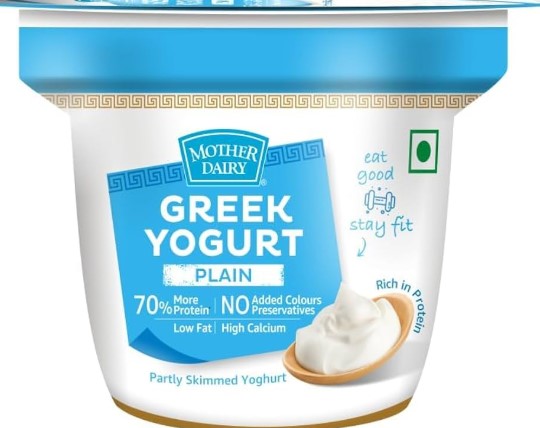 MOTHER
DAIRY
GREEK
YOGURT
PLAIN
70% More Protein | NO Added Colours Preservatives
Low Fat | High Calcium
Partly Skimmed Yoghurt
eat
good
stay fit
Rich in Protein